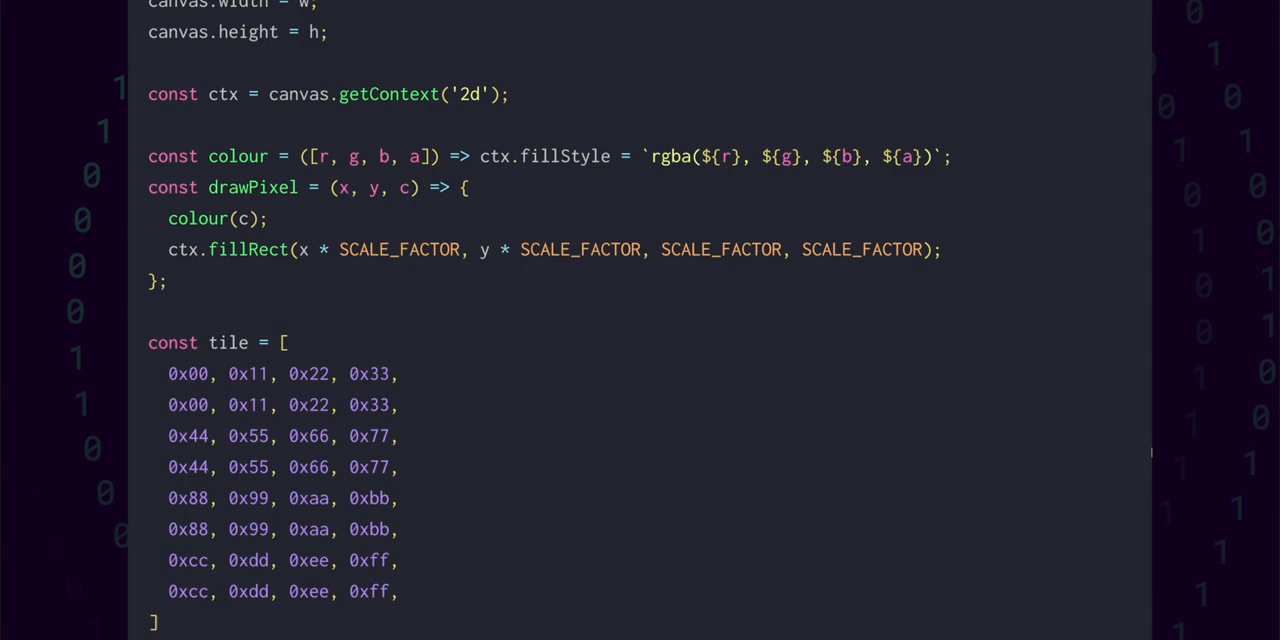 canvas.width = w;
canvas.height = h;
const ctx = canvas.getContext('2d');
const colour = ([r, g, b, a]) => ctx.fillStyle = `rgba(${r}, ${g}, ${b}, ${a})`;
const drawPixel = (x, y, c) => {
  colour(c);
  ctx.fillRect(x * SCALE_FACTOR, y * SCALE_FACTOR, SCALE_FACTOR, SCALE_FACTOR);
};
const tile = [
  0x00, 0x11, 0x22, 0x33,
  0x00, 0x11, 0x22, 0x33,
  0x44, 0x55, 0x66, 0x77,
  0x44, 0x55, 0x66, 0x77,
  0x88, 0x99, 0xaa, 0xbb,
  0x88, 0x99, 0xaa, 0xbb,
  0xcc, 0xdd, 0xee, 0xff,
  0xcc, 0xdd, 0xee, 0xff,
]